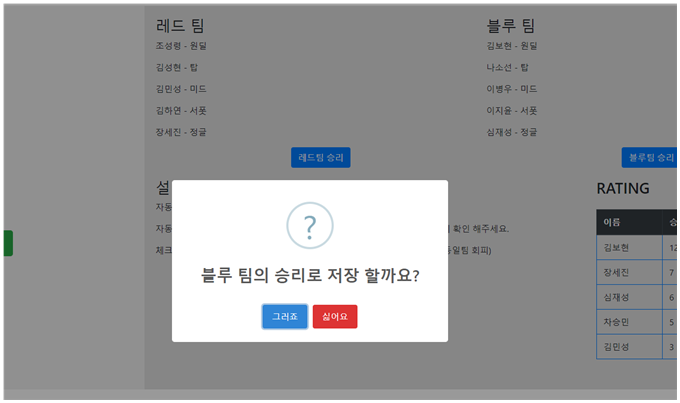 레드 팀
블루 팀
조성령 - 원딜
김보현 - 원딜
김성현 - 탑
나소션 - 탑
김민성 - 미드
이병우 - 미드
김하연 - 서폿
이지윤 - 서폿
장세진 - 정글
심재성 - 정글
레드팀 승리
블루팀 승리
설
RATING
자동
이름
승
자동
확인 해주세요.
김보현
12
체크
동일팀 회피)
장세진
7
심재성
6
차승민
5
김민성
3
?
블루 팀의 승리로 저장 할까요?
그러죠
싫어요